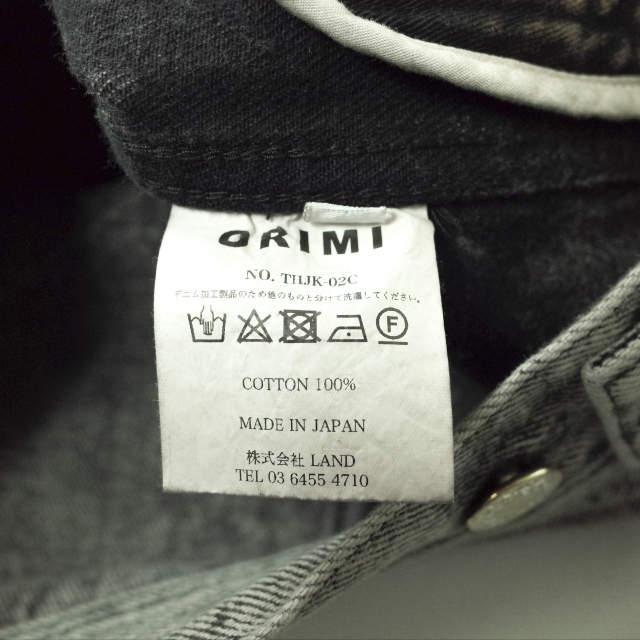 ORIMI
NO. THJK-02C
デニム加工製品のため他のものと分けて洗濯してください。
F
COTTON 100%
MADE IN JAPAN
株式会社 LAND
TEL 03 6455 4710